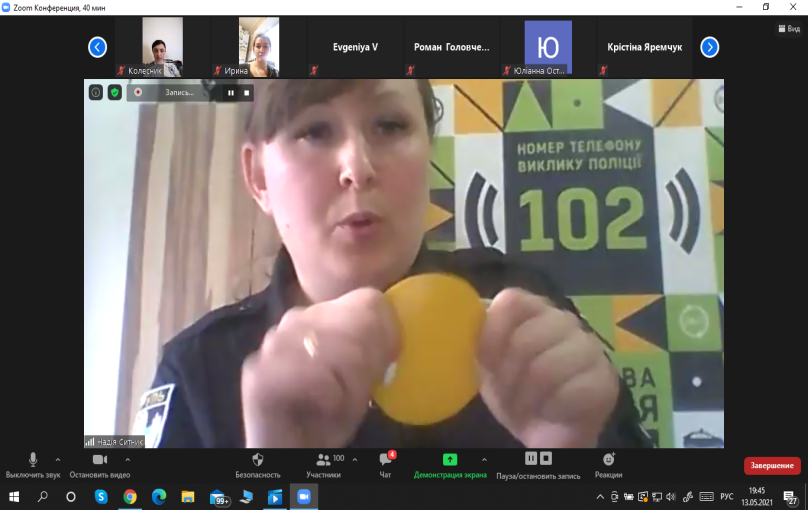 Zoom Конференция, 40 мин
Вид
Колесник
Ирина
Evgeniya V
Роман Головче...
Ю
Юліанна Ост...
Крістіна Яремчук
Запись...
НОМЕР ТЕЛЕФОНУ
ВИКЛИКУ ПОЛІЦІЇ
102
ВА
Надія Ситник
100
4
Выключить звук
Остановить видео
Безопасность
Участники
Чат
Демонстрация экрана
Пауза/остановить запись
Реакции
Завершение
99+
РУС
19:45
13.05.2021
27